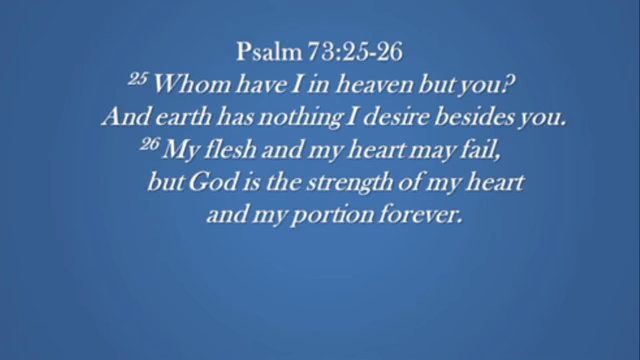 Psalm 73:25-26
25 Whom have I in heaven but you?
And earth has nothing I desire besides you.
26 My flesh and my heart may fail,
but God is the strength of my heart
and my portion forever.